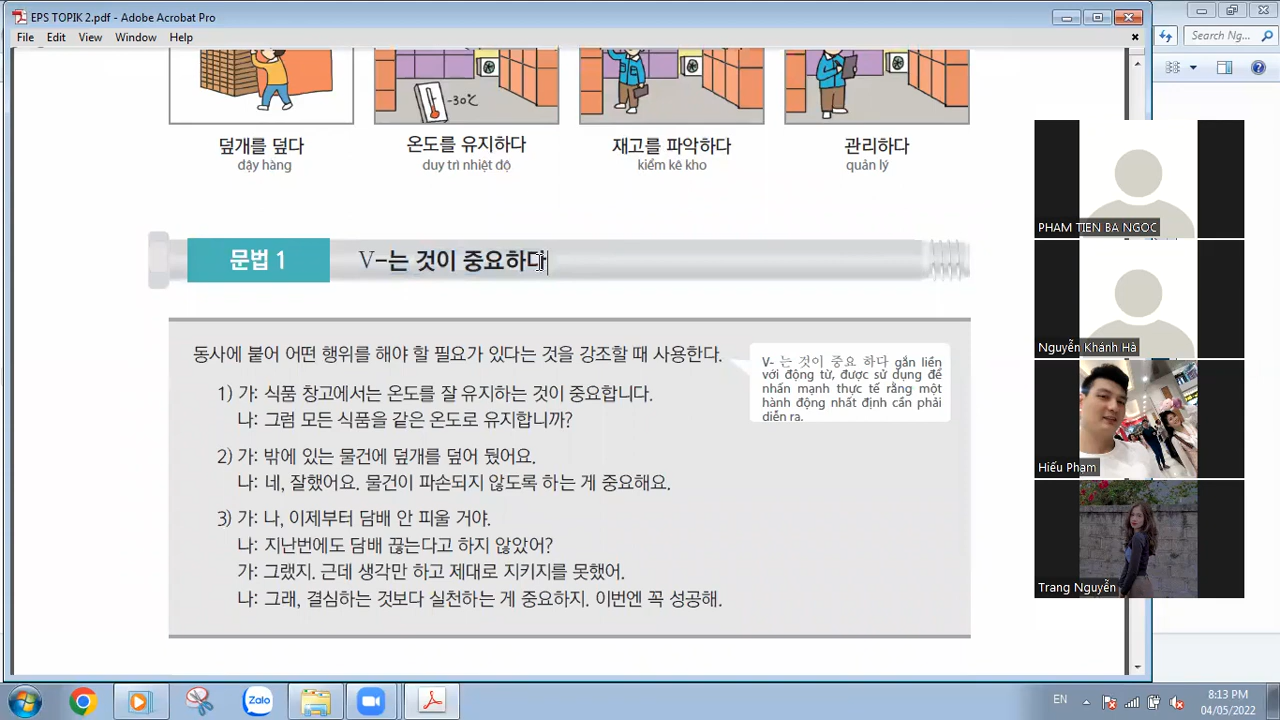 EPS TOPIK 2.pdf - Adobe Acrobat Pro
File Edit View Window Help
Search Ng...
-30℃
덮개를 덮다
dậy hàng
온도를 유지하다
duy trì nhiệt độ
재고를 파악하다
kiểm kê kho
관리하다
quản lý
문법 1
V-는 것이 중요하다
동사에 붙어 어떤 행위를 해야 할 필요가 있다는 것을 강조할 때 사용한다.
V- 는 것이 중요 하다 gắn liền
với động từ, được sử dụng để
nhấn mạnh thực tế rằng một
hành động nhất định cần phải
diễn ra.
1) 가: 식품 창고에서는 온도를 잘 유지하는 것이 중요합니다.
나: 그럼 모든 식품을 같은 온도로 유지합니까?
2) 가: 밖에 있는 물건에 덮개를 덮어 뒀어요.
나: 네, 잘했어요. 물건이 파손되지 않도록 하는 게 중요해요.
3) 가: 나, 이제부터 담배 안 피울 거야.
나: 지난번에도 담배 끊는다고 하지 않았어?
가: 그랬지. 근데 생각만 하고 제대로 지키지를 못했어.
나: 그래, 결심하는 것보다 실천하는 게 중요하지. 이번엔 꼭 성공해.
PHAM TIEN BA NGOC
Nguyễn Khánh Hà
Hiếu Phạm
Trang Nguyễn
Zalo
EN
8:13 PM
04/05/2022